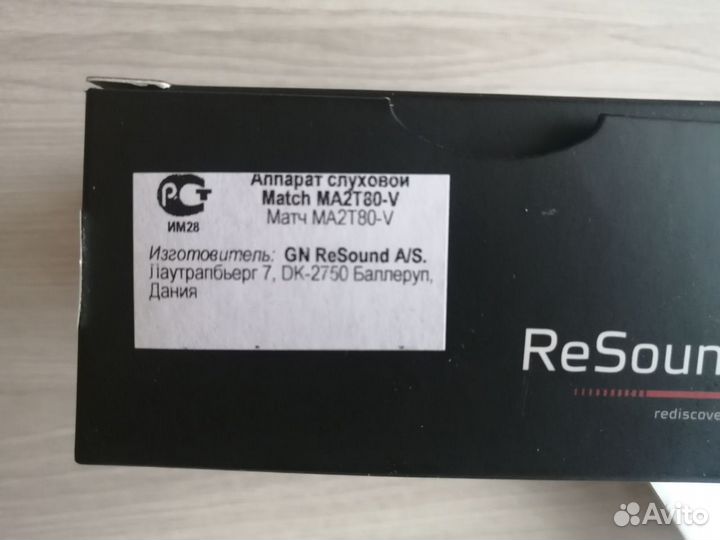 Аппарат слуховой
Match MA2T80-V
Матч MA2T80-V
РСТ
ИМ28
Изготовитель: GN ReSound A/S.
Лаутрапбьерг 7, DK-2750 Баллеруп,
Дания
ReSoun
rediscove
Avito